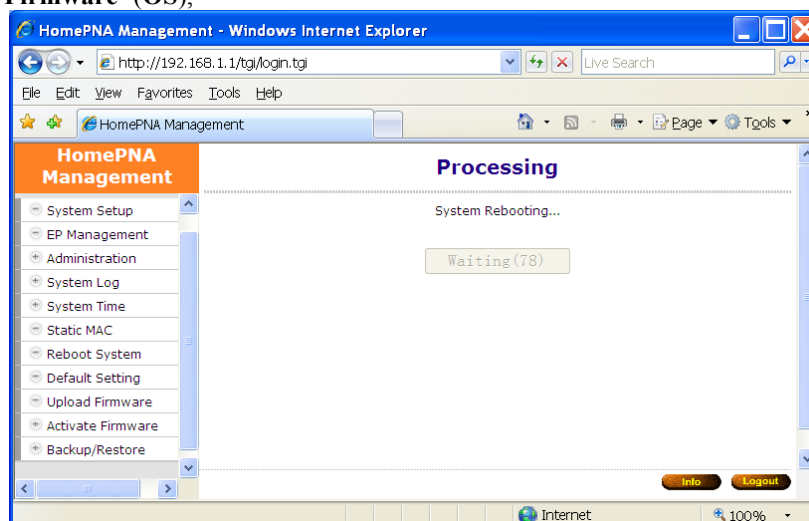 Firmware (OS),
HomePNA Management - Windows Internet Explorer
http://192.168.1.1/tgi/login.tgi
Live Search
File Edit View Favorites Tools Help
HomePNA Management
Page Tools
HomePNA
Management
System Setup
EP Management
Administration
System Log
System Time
Static MAC
Reboot System
Default Setting
Upload Firmware
Activate Firmware
Backup/Restore
Processing
System Rebooting...
Waiting(78)
Info Logout
Internet 100%